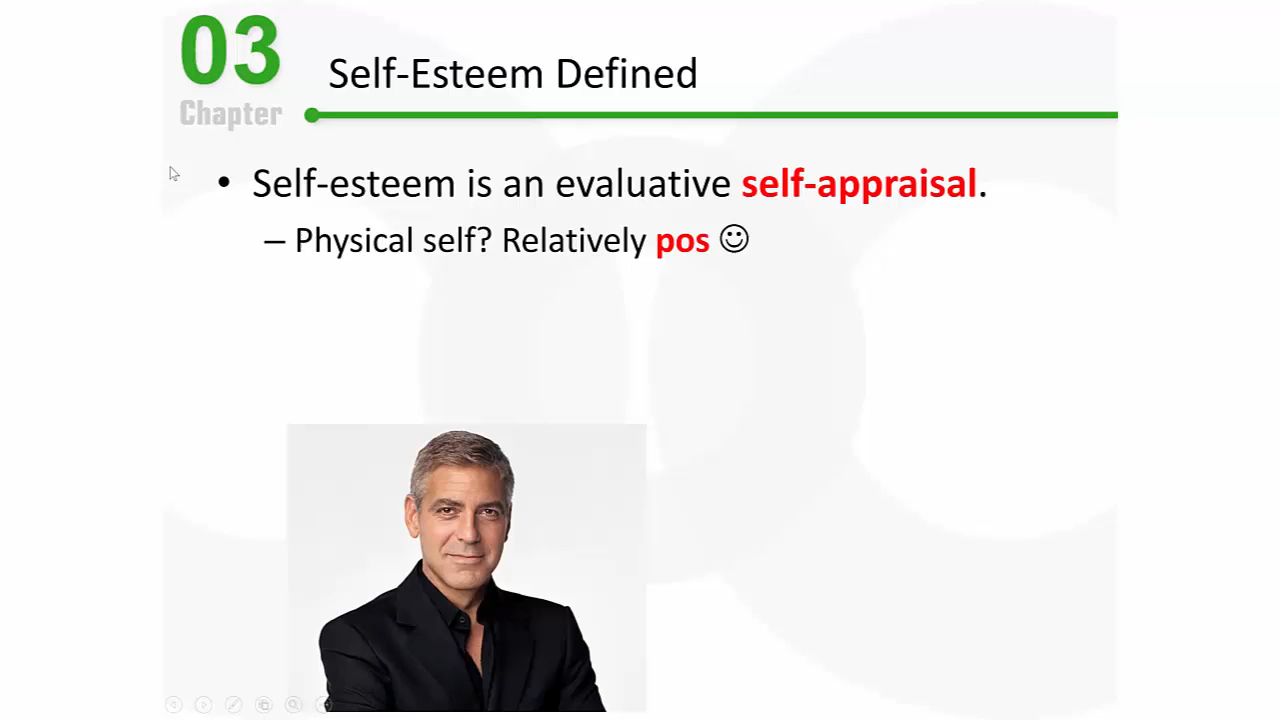 03
Chapter
Self-Esteem Defined
• Self-esteem is an evaluative self-appraisal.
– Physical self? Relatively pos ☺